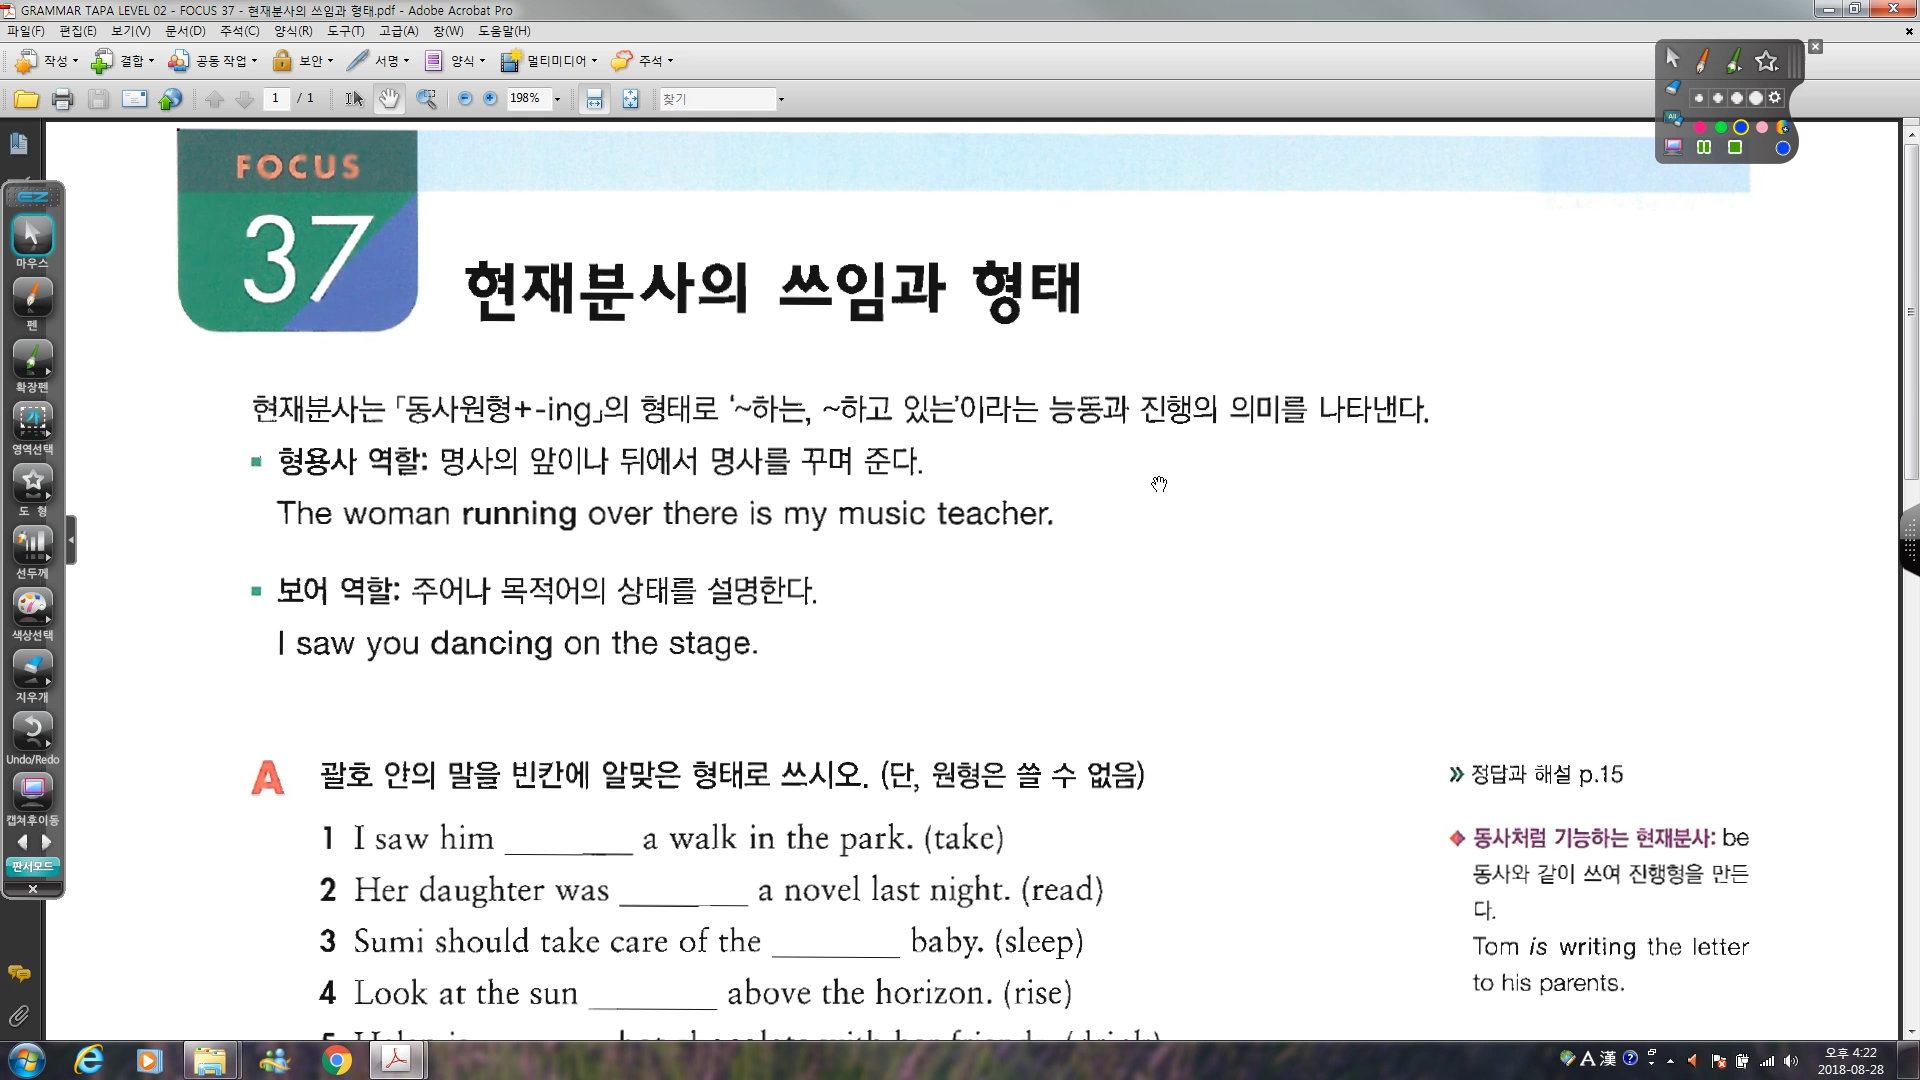 GRAMMAR TAPA LEVEL 02 - FOCUS 37 - 현재분사의 쓰임과 형태.pdf - Adobe Acrobat Pro
파일(F) 편집(E) 보기(V) 문서(D) 주석(C) 양식(R) 도구(T) 고급(A) 창(W) 도움말(H)
작성 결합 공동 작업 보안 서명 양식 멀티미디어 주석
1 / 1 198% 찾기
All
FOCUS
37
현재분사의 쓰임과 형태
현재분사는 「동사원형+-ing」의 형태로 ‘~하는, ~하고 있는’이라는 능동과 진행의 의미를 나타낸다.
형용사 역할: 명사의 앞이나 뒤에서 명사를 꾸며 준다.
The woman running over there is my music teacher.
보어 역할: 주어나 목적어의 상태를 설명한다.
I saw you dancing on the stage.
A 괄호 안의 말을 빈칸에 알맞은 형태로 쓰시오. (단, 원형은 쓸 수 없음)
1 I saw him ________ a walk in the park. (take)
2 Her daughter was ________ a novel last night. (read)
3 Sumi should take care of the ________ baby. (sleep)
4 Look at the sun ________ above the horizon. (rise)
» 정답과 해설 p.15
동사처럼 기능하는 현재분사: be
동사와 같이 쓰여 진행형을 만든
다.
Tom is writing the letter
to his parents.
EZ
마우스
펜
확장펜
가
영역선택
도 형
선두께
색상선택
지우개
Undo/Redo
캡쳐후이동
판서모드
A 漢
오후 4:22
2018-08-28